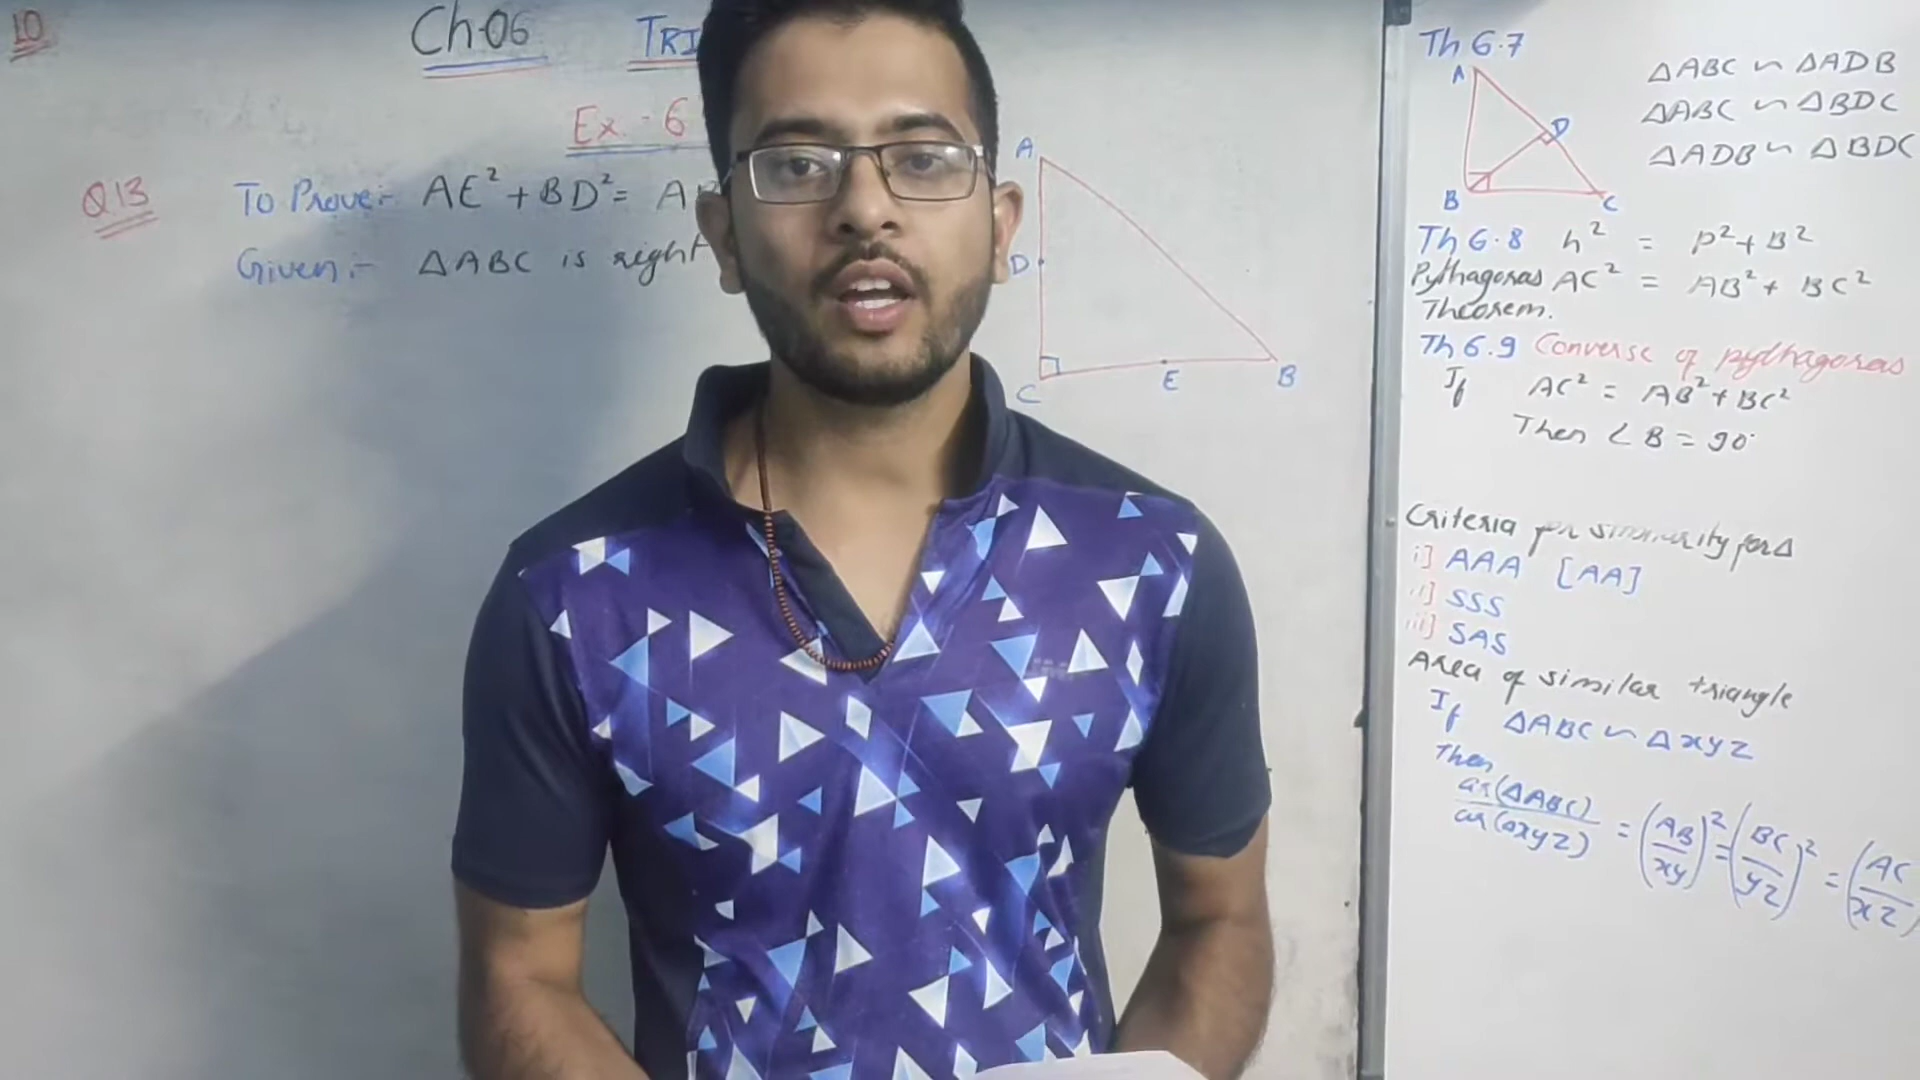 10
Ch-06 TRI
Ex.-6
Q13 To Prove:- AE²+BD²= A
Given:- ΔABC is right
A
D
C E B
Th 6.7
A
D
B C
ΔABC ∽ ΔADB
ΔABC ∽ ΔBDC
ΔADB ∽ ΔBDC
Th 6.8 h² = P²+B²
Pythagoras AC² = AB²+ BC²
Theorem.
Th 6.9 Converse of pythagoras
If AC² = AB²+BC²
Then ∠B = 90°
Criteria for similarity for Δ
i] AAA [AA]
ii] SSS
iii] SAS
Area of similar triangle
If ΔABC ∽ Δxyz
Then
ar(ΔABC)/ar(Δxyz) = (AB/xy)² = (BC/yz)² = (AC/xz)